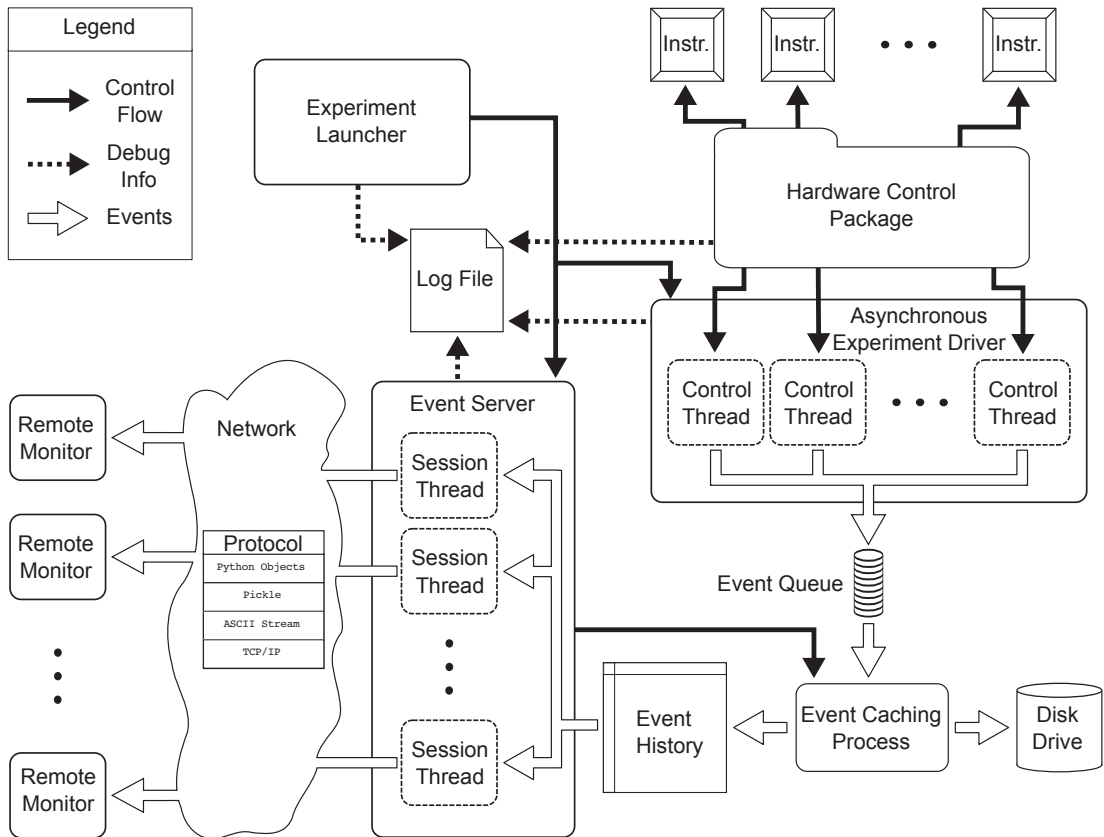 Legend
Control
Flow
Debug
Info
Events
Experiment
Launcher
Instr.
Instr.
Instr.
Hardware Control
Package
Log File
Asynchronous
Experiment Driver
Control
Thread
Control
Thread
Control
Thread
Event Server
Network
Remote
Monitor
Session
Thread
Remote
Monitor
Protocol
Python Objects
Pickle
ASCII Stream
TCP/IP
Session
Thread
Event Queue
Remote
Monitor
Session
Thread
Event
History
Event Caching
Process
Disk
Drive